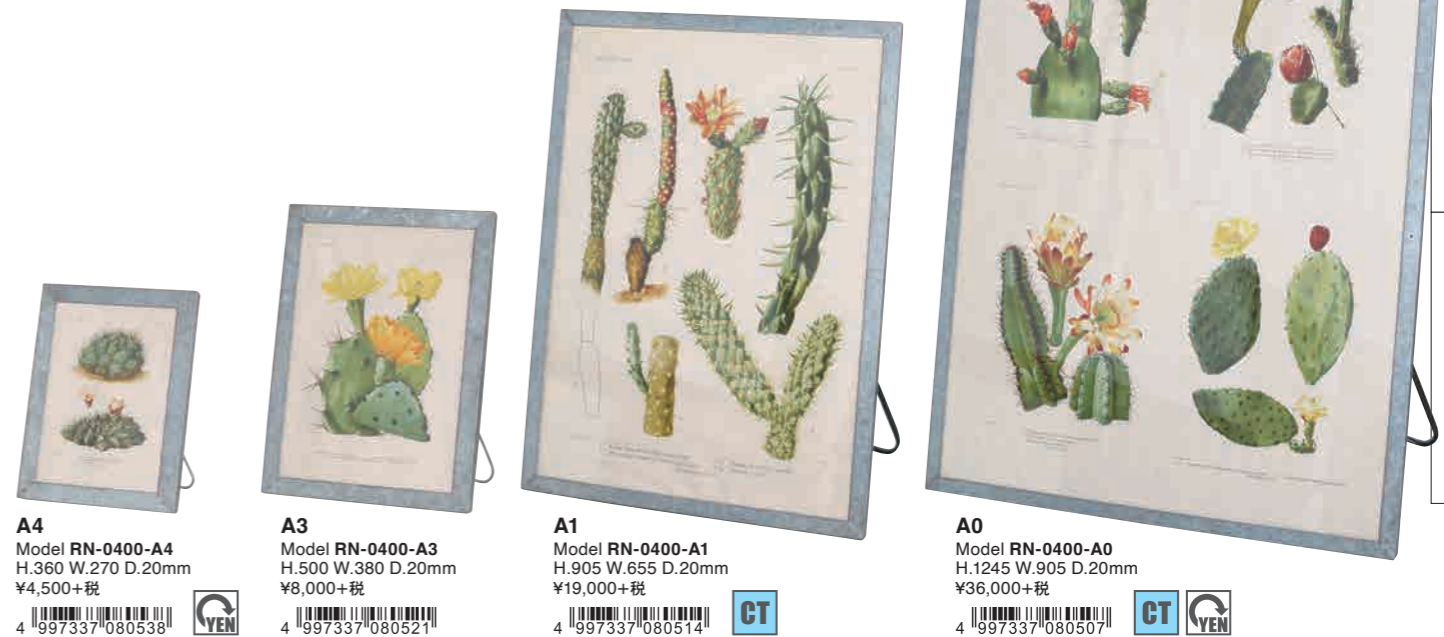 A4
Model RN-0400-A4
H.360 W.270 D.20mm
¥4,500+税
4 997337 080538
YEN
A3
Model RN-0400-A3
H.500 W.380 D.20mm
¥8,000+税
4 997337 080521
A1
Model RN-0400-A1
H.905 W.655 D.20mm
¥19,000+税
4 997337 080514
CT
A0
Model RN-0400-A0
H.1245 W.905 D.20mm
¥36,000+税
4 997337 080507
CT
YEN